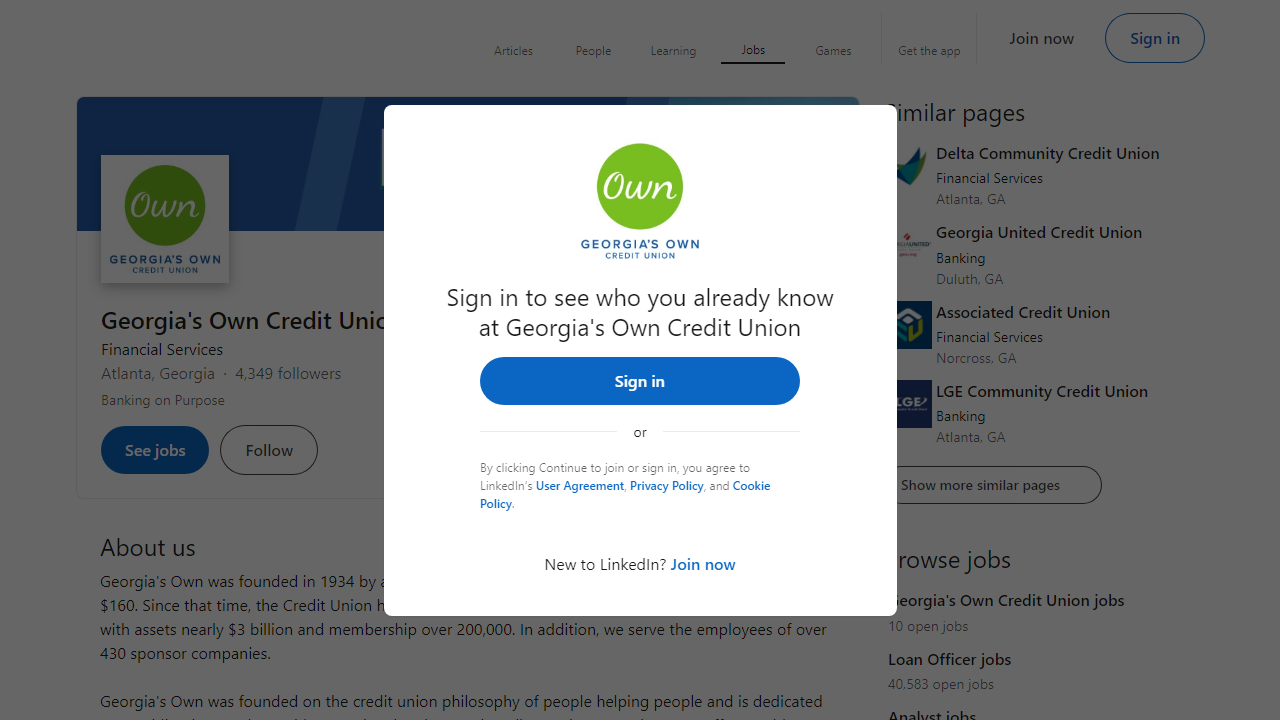 Articles
People
Learning
Jobs
Games
Get the app
Join now
Sign in
Own
GEORGIA'S OWN
CREDIT UNION
Georgia's Own Credit
Financial Services
Atlanta, Georgia · 4,349 followers
Banking on Purpose
See jobs
Follow
About us
Georgia's Own was founded in 1934 by
$160. Since that time, the Credit Union
with assets nearly $3 billion and membership over 200,000. In addition, we serve the employees of over
430 sponsor companies.
Georgia's Own was founded on the credit union philosophy of people helping people and is dedicated
Own
GEORGIA'S OWN
CREDIT UNION
Sign in to see who you already know
at Georgia's Own Credit Union
Sign in
or
By clicking Continue to join or sign in, you agree to
LinkedIn's User Agreement, Privacy Policy, and Cookie
Policy.
New to LinkedIn? Join now
Similar pages
Delta Community Credit Union
Financial Services
Atlanta, GA
Georgia United Credit Union
Banking
Duluth, GA
Associated Credit Union
Financial Services
Norcross, GA
LGE
LGE Community Credit Union
Banking
Atlanta, GA
Show more similar pages
Browse jobs
Georgia's Own Credit Union jobs
10 open jobs
Loan Officer jobs
40,583 open jobs
Analyst jobs